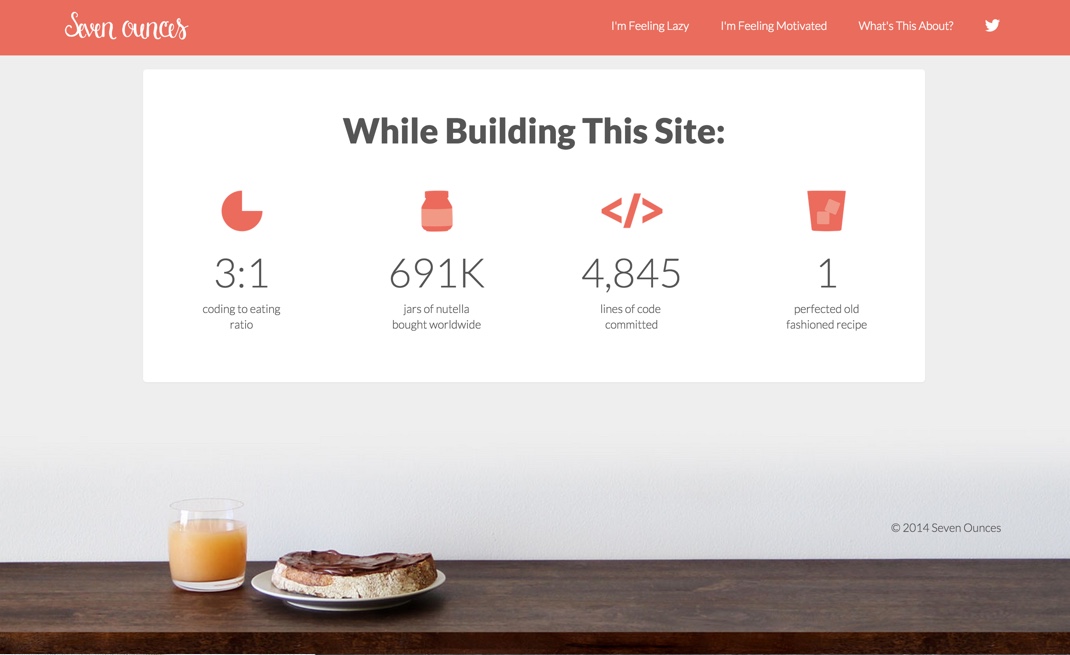 Seven ounces
I'm Feeling Lazy
I'm Feeling Motivated
What's This About?
While Building This Site:
3:1
coding to eating
ratio
691K
jars of nutella
bought worldwide
</>
4,845
lines of code
committed
1
perfected old
fashioned recipe
© 2014 Seven Ounces